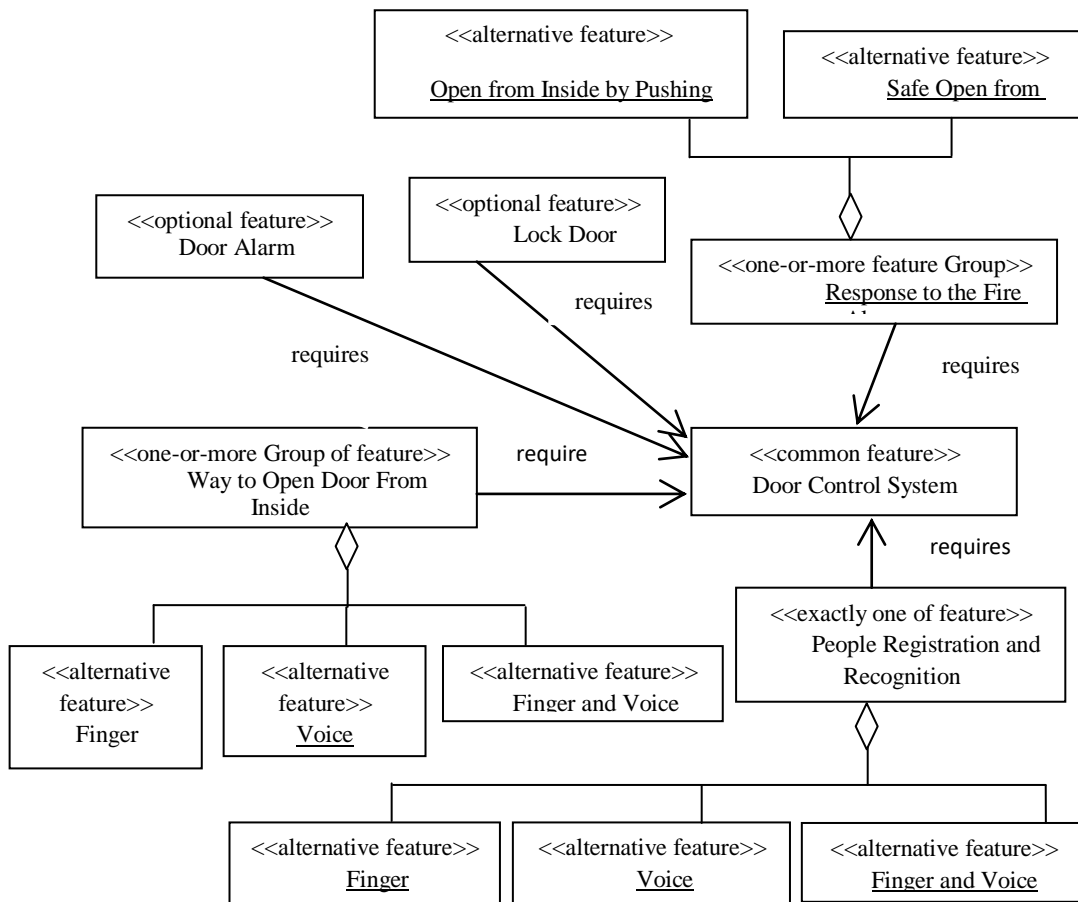 <<alternative feature>>
Open from Inside by Pushing
<<alternative feature>>
Safe Open from
<<optional feature>>
Door Alarm
<<optional feature>>
Lock Door
<<one-or-more feature Group>>
Response to the Fire
requires
requires
requires
<<one-or-more Group of feature>>
Way to Open Door From
Inside
require
<<common feature>>
Door Control System
requires
<<exactly one of feature>>
People Registration and
Recognition
<<alternative
feature>>
Finger
<<alternative
feature>>
Voice
<<alternative feature>>
Finger and Voice
<<alternative feature>>
Finger
<<alternative feature>>
Voice
<<alternative feature>>
Finger and Voice